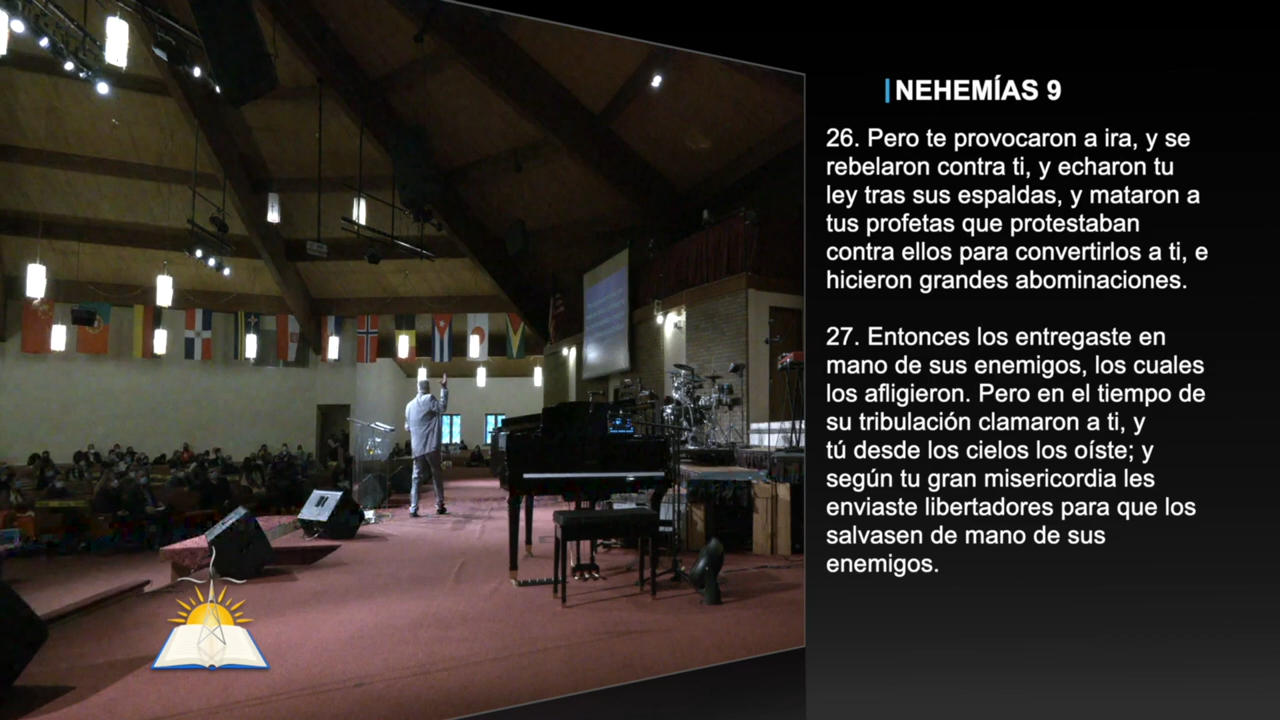 NEHEMÍAS 9
26. Pero te provocaron a ira, y se
rebelaron contra ti, y echaron tu
ley tras sus espaldas, y mataron a
tus profetas que protestaban
contra ellos para convertirlos a ti, e
hicieron grandes abominaciones.
27. Entonces los entregaste en
mano de sus enemigos, los cuales
los afligieron. Pero en el tiempo de
su tribulación clamaron a ti, y
tú desde los cielos los oíste; y
según tu gran misericordia les
enviaste libertadores para que los
salvasen de mano de sus
enemigos.